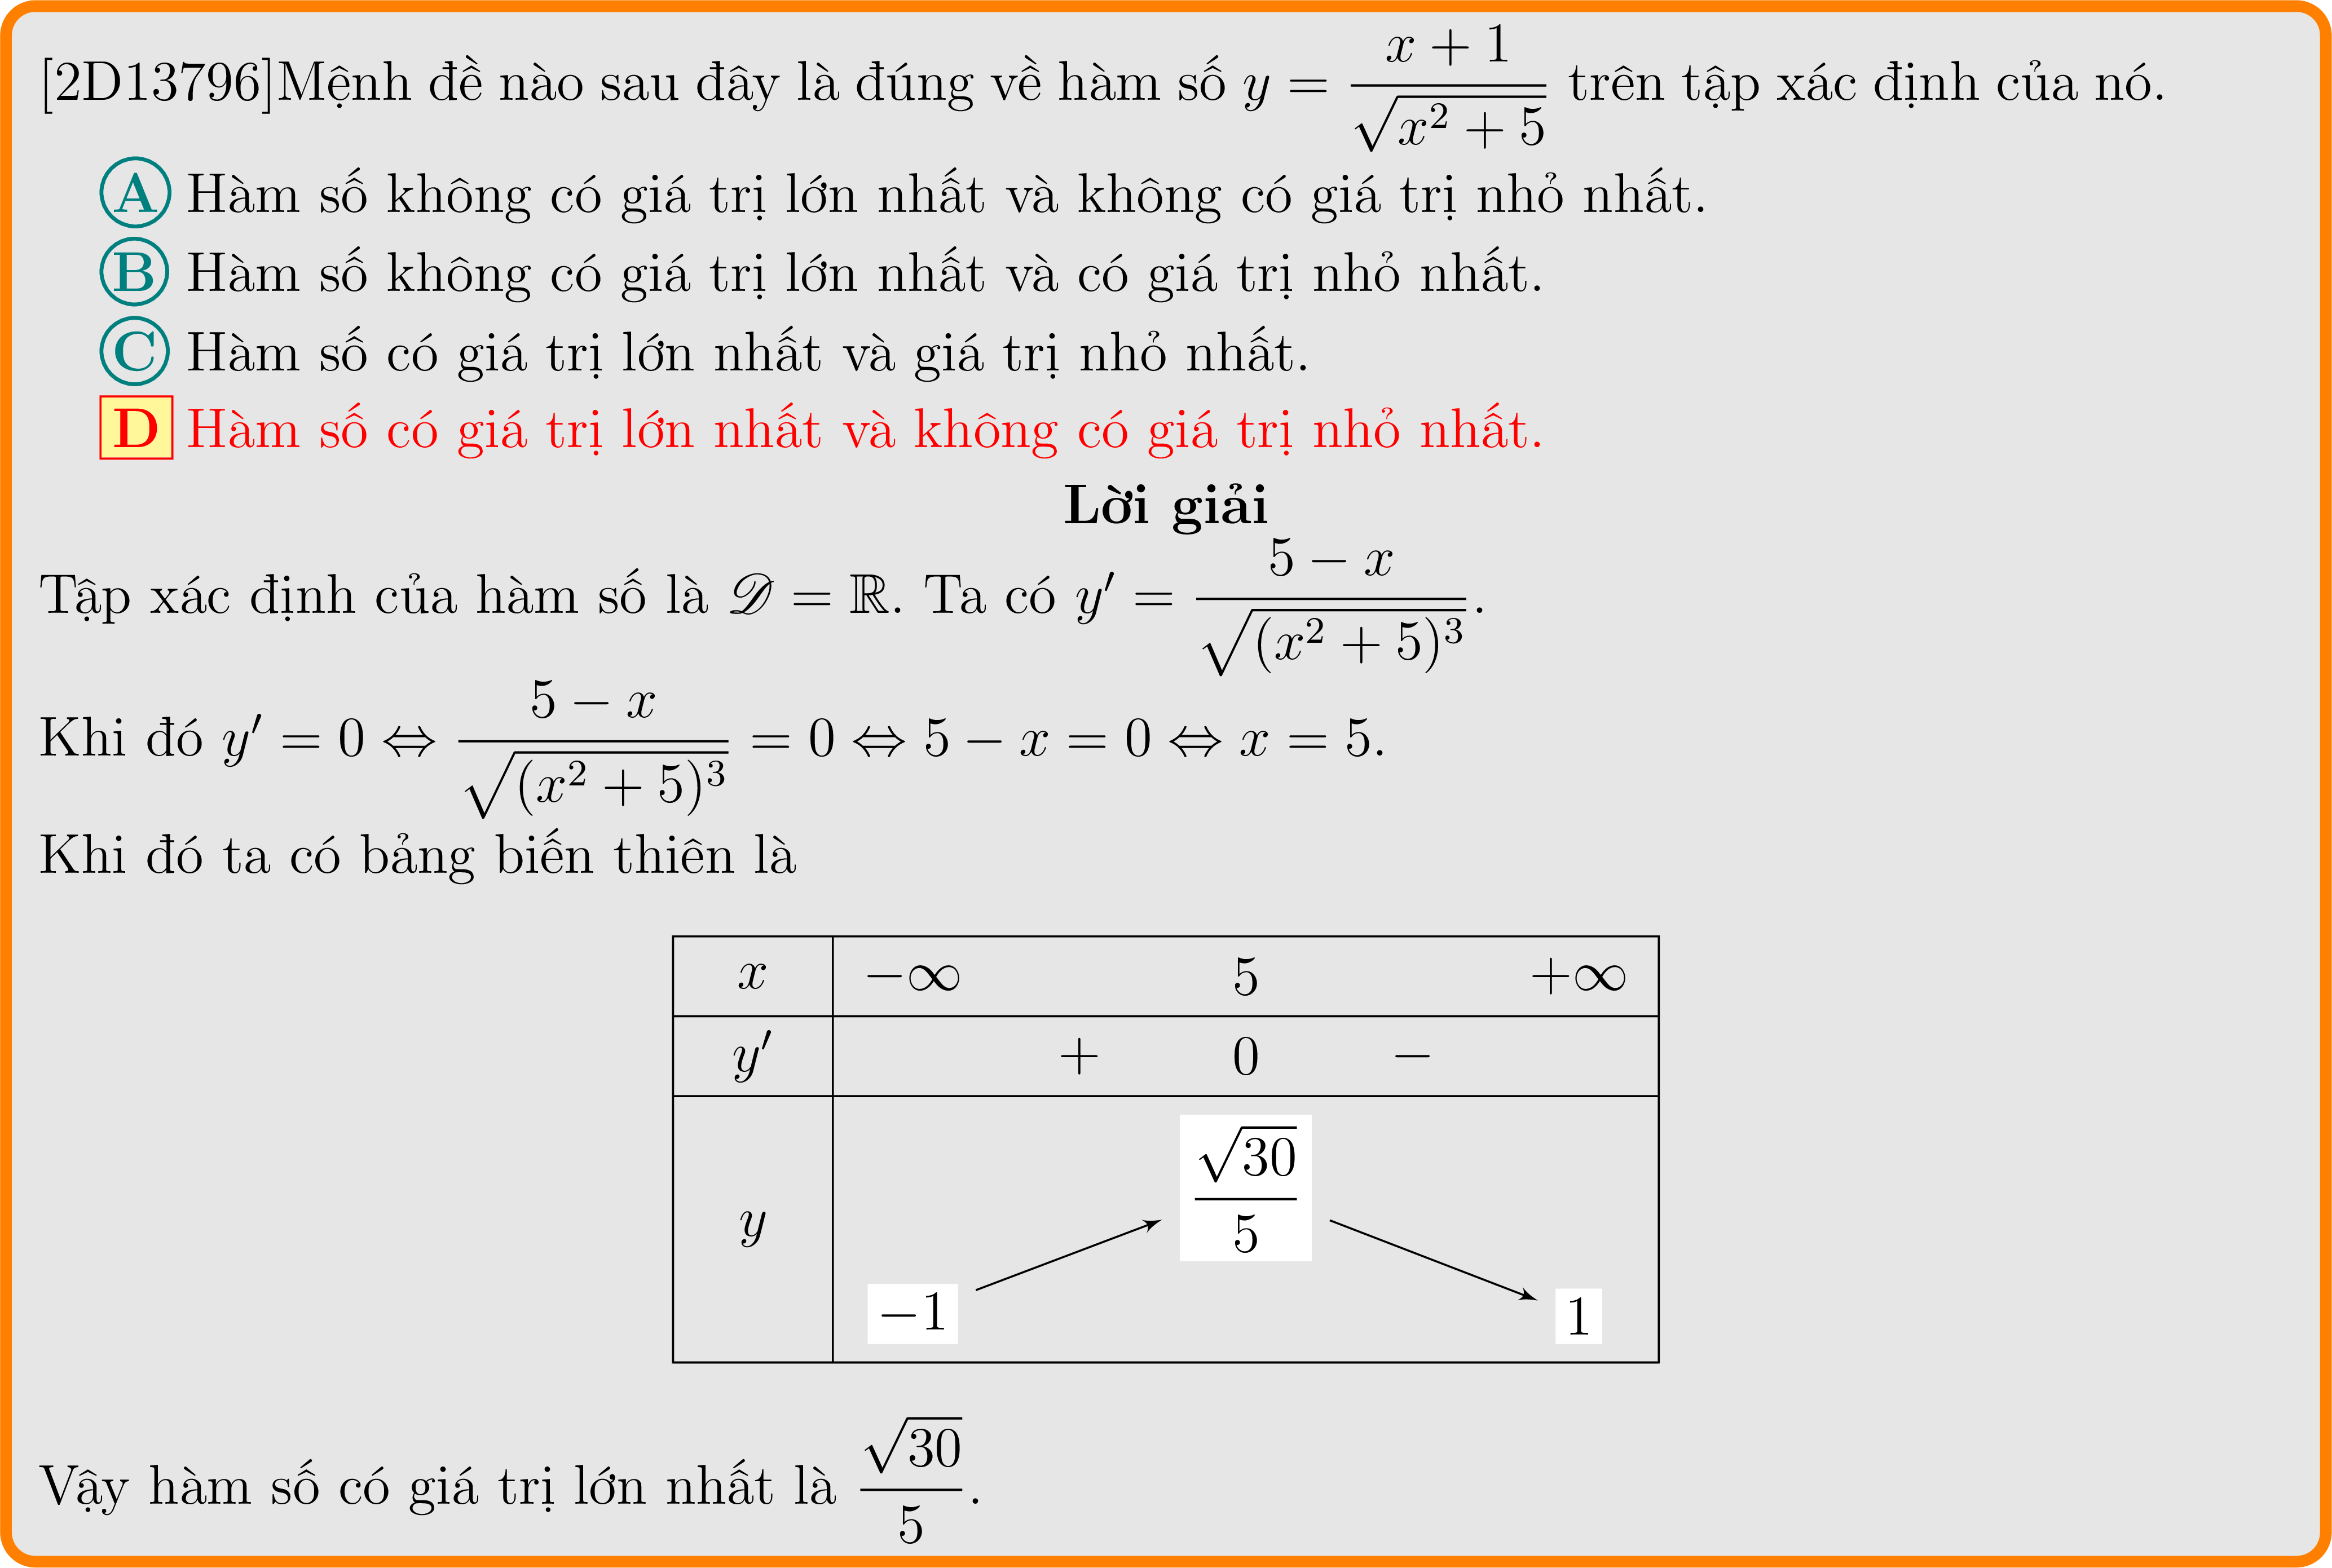 [2D13796]Mệnh đề nào sau đây là đúng về hàm số $y = \dfrac{x+1}{\sqrt{x^2+5}}$ trên tập xác định của nó.
A Hàm số không có giá trị lớn nhất và không có giá trị nhỏ nhất.
B Hàm số không có giá trị lớn nhất và có giá trị nhỏ nhất.
C Hàm số có giá trị lớn nhất và giá trị nhỏ nhất.
D Hàm số có giá trị lớn nhất và không có giá trị nhỏ nhất.
Lời giải
Tập xác định của hàm số là $\mathscr{D} = \mathbb{R}$. Ta có $y' = \dfrac{5-x}{\sqrt{(x^2+5)^3}}$.
Khi đó $y' = 0 \Leftrightarrow \dfrac{5-x}{\sqrt{(x^2+5)^3}} = 0 \Leftrightarrow 5 - x = 0 \Leftrightarrow x = 5$.
Khi đó ta có bảng biến thiên là
$x$ $-\infty$ $5$ $+\infty$
$y'$ $+$ $0$ $-$
$y$ $-1$ $\dfrac{\sqrt{30}}{5}$ $1$
Vậy hàm số có giá trị lớn nhất là $\dfrac{\sqrt{30}}{5}$.